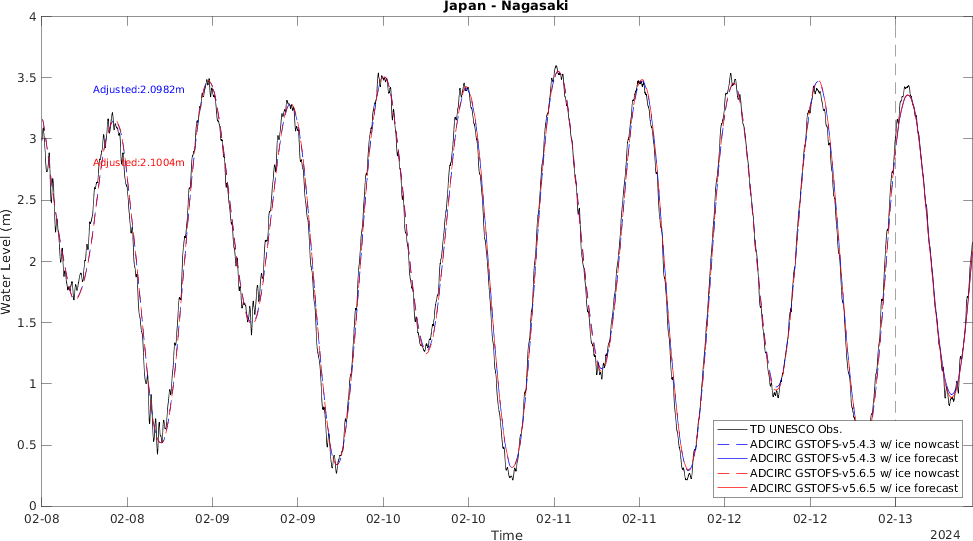 Japan - Nagasaki
4
3.5
3
2.5
2
1.5
1
0.5
0
Water Level (m)
Adjusted:2.0982m
Adjusted:2.1004m
TD UNESCO Obs.
ADCIRC GSTOFS-v5.4.3 w/ ice nowcast
ADCIRC GSTOFS-v5.4.3 w/ ice forecast
ADCIRC GSTOFS-v5.6.5 w/ ice nowcast
ADCIRC GSTOFS-v5.6.5 w/ ice forecast
02-08 02-08 02-09 02-09 02-10 02-10 02-11 02-11 02-12 02-12 02-13
Time
2024